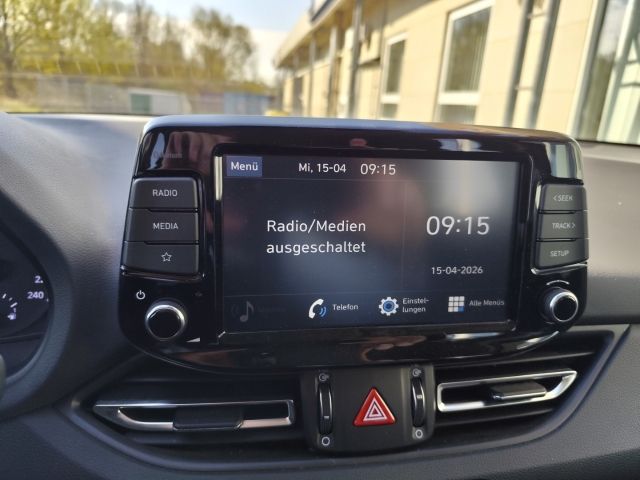 Menü
Mi, 15-04 09:15
RADIO
MEDIA
☆
Radio/Medien
ausgeschaltet
09:15
15-04-2026
Telefon
Einstel-
lungen
Alle Menüs
< SEEK
TRACK >
SETUP
240